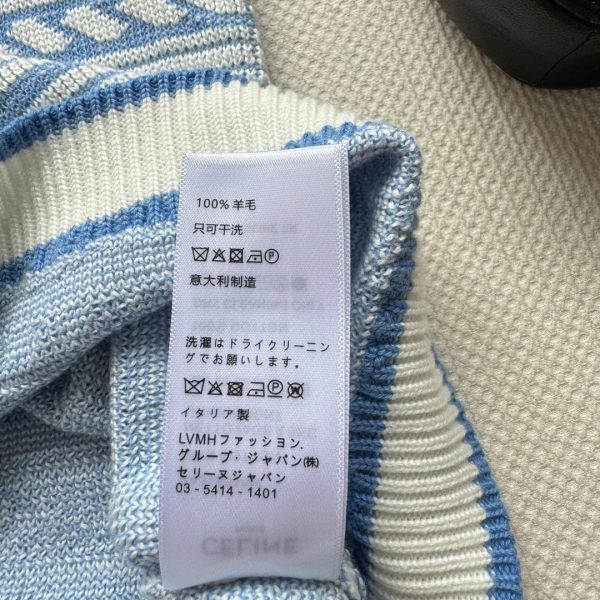 100% 羊毛
只可干洗
意大利制造
洗濯はドライクリーニン
グでお願いします。
イタリア製
LVMHファッション.
グループ・ジャパン(株)
セリーヌジャパン
03-5414-1401
CELINE